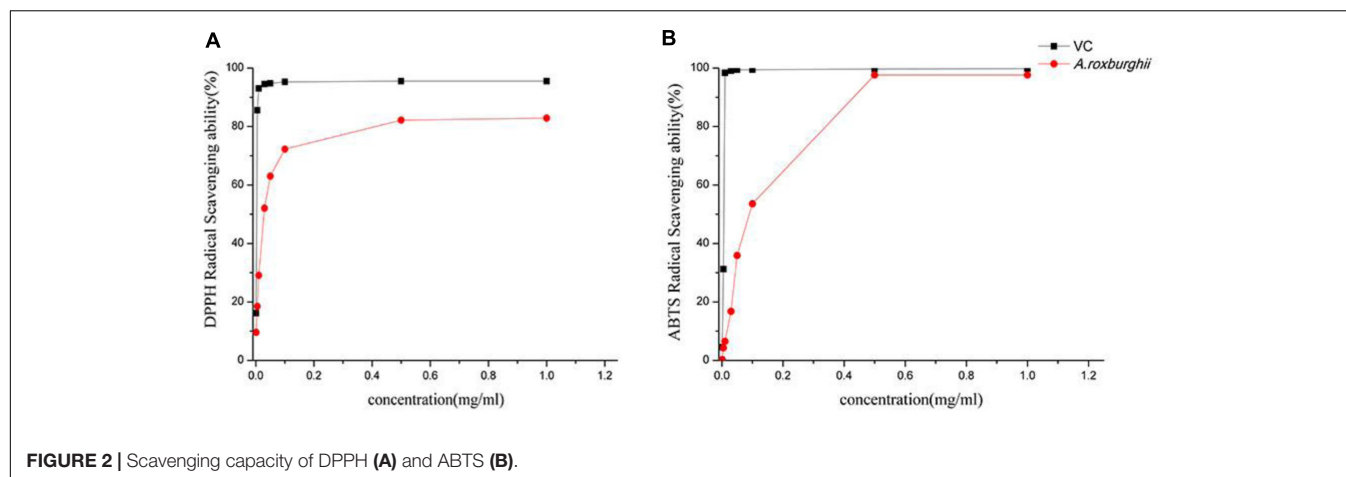 A
DPPH Radical Scavenging ability(%)
100
80
60
40
20
0
0.0 0.2 0.4 0.6 0.8 1.0 1.2
concentration(mg/ml)
B
VC
A.roxburghii
ABTS Radical Scavenging ability(%)
100
80
60
40
20
0
0.0 0.2 0.4 0.6 0.8 1.0 1.2
concentration(mg/ml)
FIGURE 2 | Scavenging capacity of DPPH (A) and ABTS (B).